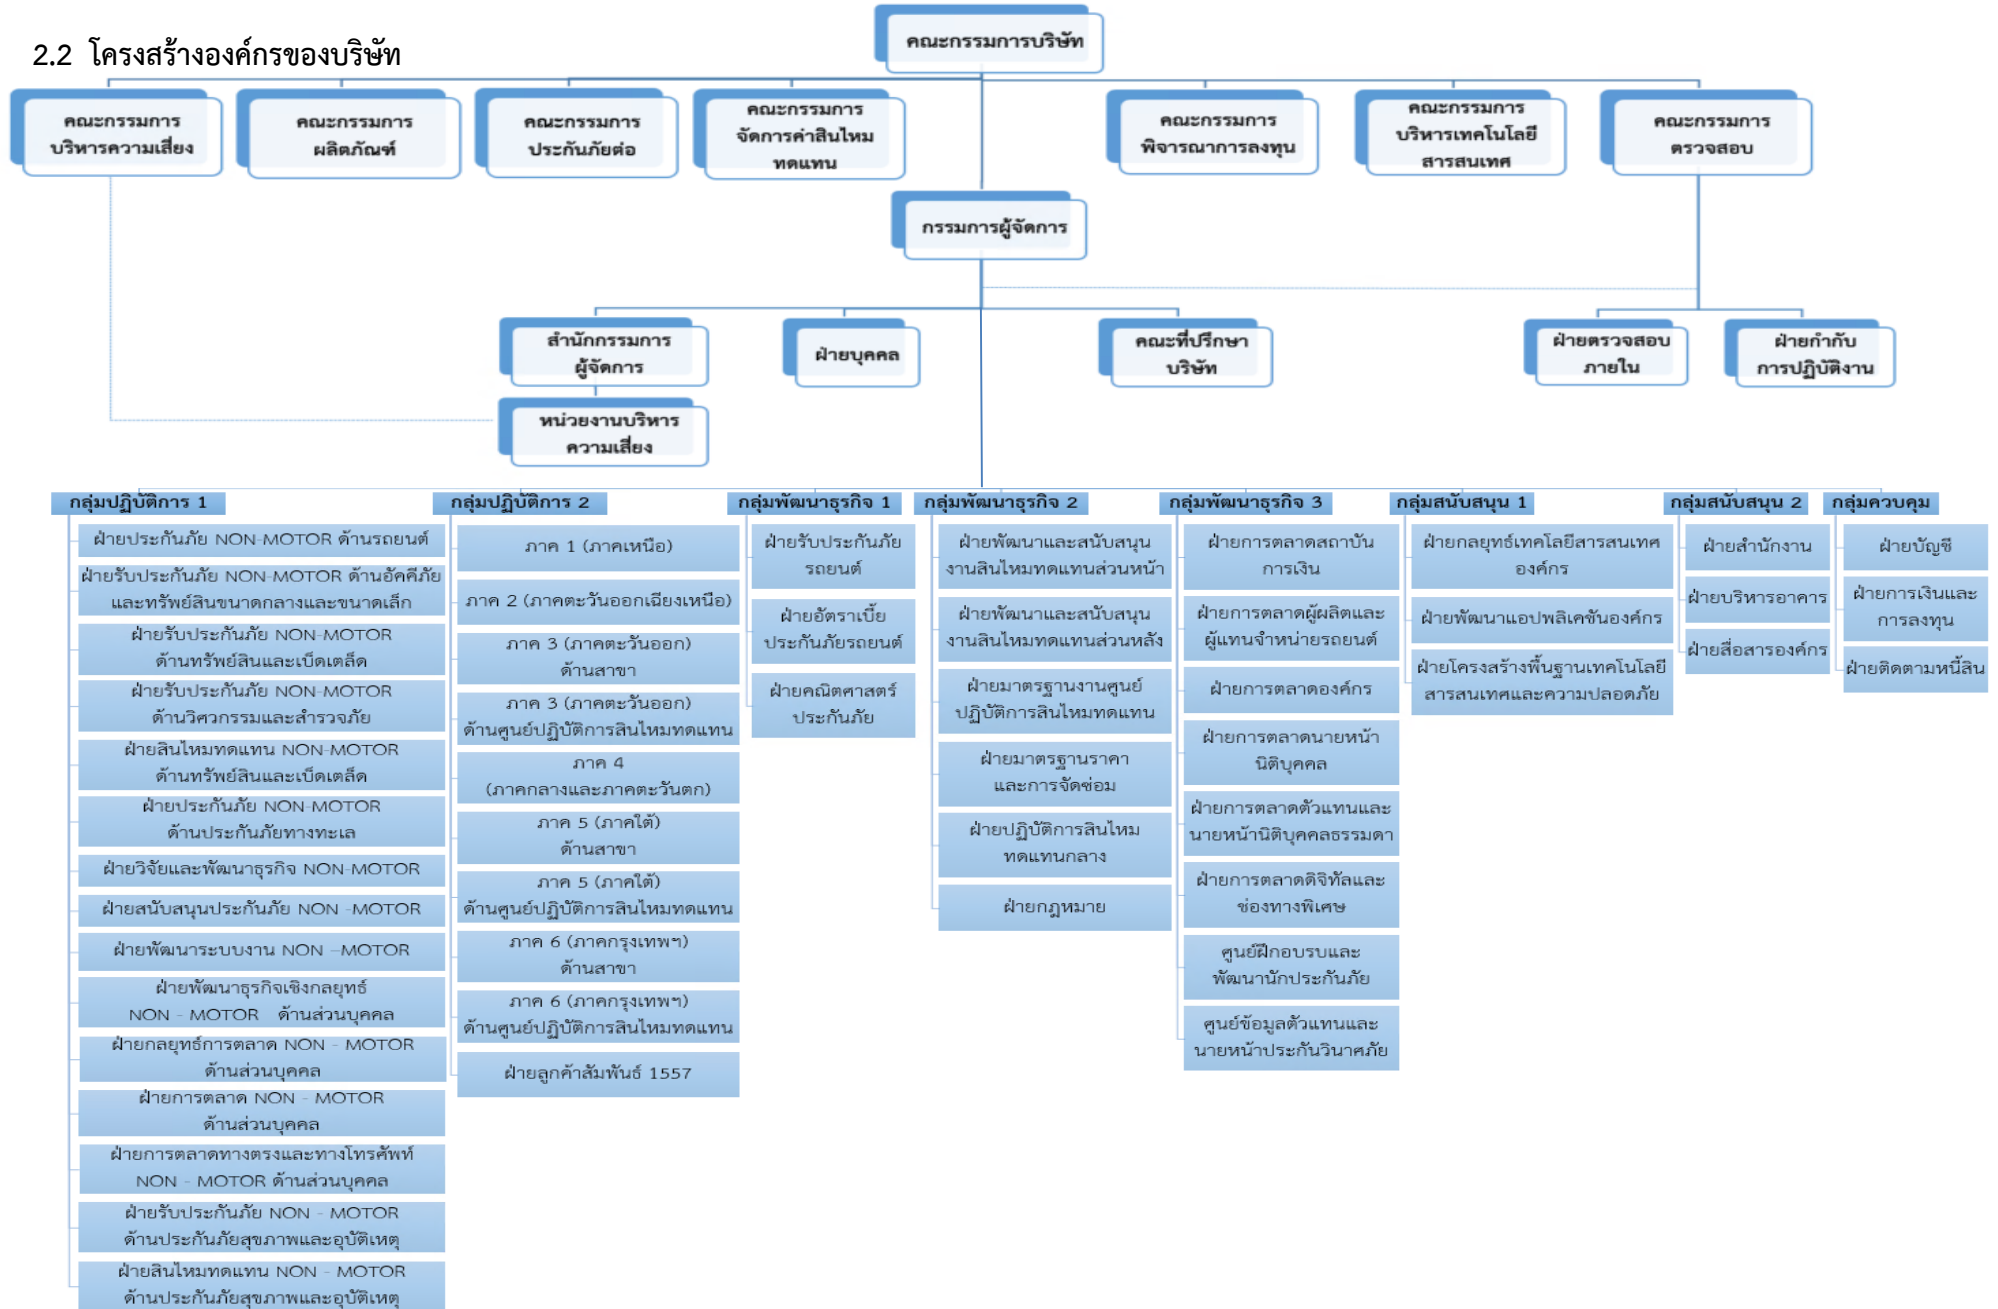 2.2 โครงสร้างองค์กรของบริษัท
คณะกรรมการบริษัท
คณะกรรมการ
บริหารความเสี่ยง
คณะกรรมการ
ผลิตภัณฑ์
คณะกรรมการ
ประกันภัยต่อ
คณะกรรมการ
จัดการค่าสินไหม
ทดแทน
คณะกรรมการ
พิจารณาการลงทุน
คณะกรรมการ
บริหารเทคโนโลยี
สารสนเทศ
คณะกรรมการ
ตรวจสอบ
กรรมการผู้จัดการ
สำนักกรรมการ
ผู้จัดการ
ฝ่ายบุคคล
คณะที่ปรึกษา
บริษัท
ฝ่ายตรวจสอบ
ภายใน
ฝ่ายกำกับ
การปฏิบัติงาน
หน่วยงานบริหาร
ความเสี่ยง
กลุ่มปฏิบัติการ 1
ฝ่ายประกันภัย NON-MOTOR ด้านรถยนต์
ฝ่ายรับประกันภัย NON-MOTOR ด้านอัคคีภัย
และทรัพย์สินขนาดกลางและขนาดเล็ก
ฝ่ายรับประกันภัย NON-MOTOR
ด้านทรัพย์สินและเบ็ดเตล็ด
ฝ่ายรับประกันภัย NON-MOTOR
ด้านวิศวกรรมและสำรวจภัย
ฝ่ายสินไหมทดแทน NON-MOTOR
ด้านทรัพย์สินและเบ็ดเตล็ด
ฝ่ายประกันภัย NON-MOTOR
ด้านประกันภัยทางทะเล
ฝ่ายวิจัยและพัฒนาธุรกิจ NON-MOTOR
ฝ่ายสนับสนุนประกันภัย NON -MOTOR
ฝ่ายพัฒนาระบบงาน NON –MOTOR
ฝ่ายพัฒนาธุรกิจเชิงกลยุทธ์
NON - MOTOR ด้านส่วนบุคคล
ฝ่ายกลยุทธ์การตลาด NON - MOTOR
ด้านส่วนบุคคล
ฝ่ายการตลาด NON - MOTOR
ด้านส่วนบุคคล
ฝ่ายการตลาดทางตรงและทางโทรศัพท์
NON - MOTOR ด้านส่วนบุคคล
ฝ่ายรับประกันภัย NON - MOTOR
ด้านประกันภัยสุขภาพและอุบัติเหตุ
ฝ่ายสินไหมทดแทน NON - MOTOR
ด้านประกันภัยสุขภาพและอุบัติเหตุ
กลุ่มปฏิบัติการ 2
ภาค 1 (ภาคเหนือ)
ภาค 2 (ภาคตะวันออกเฉียงเหนือ)
ภาค 3 (ภาคตะวันออก)
ด้านสาขา
ภาค 3 (ภาคตะวันออก)
ด้านศูนย์ปฏิบัติการสินไหมทดแทน
ภาค 4
(ภาคกลางและภาคตะวันตก)
ภาค 5 (ภาคใต้)
ด้านสาขา
ภาค 5 (ภาคใต้)
ด้านศูนย์ปฏิบัติการสินไหมทดแทน
ภาค 6 (ภาคกรุงเทพฯ)
ด้านสาขา
ภาค 6 (ภาคกรุงเทพฯ)
ด้านศูนย์ปฏิบัติการสินไหมทดแทน
ฝ่ายลูกค้าสัมพันธ์ 1557
กลุ่มพัฒนาธุรกิจ 1
ฝ่ายรับประกันภัย
รถยนต์
ฝ่ายอัตราเบี้ย
ประกันภัยรถยนต์
ฝ่ายคณิตศาสตร์
ประกันภัย
กลุ่มพัฒนาธุรกิจ 2
ฝ่ายพัฒนาและสนับสนุน
งานสินไหมทดแทนส่วนหน้า
ฝ่ายพัฒนาและสนับสนุน
งานสินไหมทดแทนส่วนหลัง
ฝ่ายมาตรฐานงานศูนย์
ปฏิบัติการสินไหมทดแทน
ฝ่ายมาตรฐานราคา
และการจัดซ่อม
ฝ่ายปฏิบัติการสินไหม
ทดแทนกลาง
ฝ่ายกฎหมาย
กลุ่มพัฒนาธุรกิจ 3
ฝ่ายการตลาดสถาบัน
การเงิน
ฝ่ายการตลาดผู้ผลิตและ
ผู้แทนจำหน่ายรถยนต์
ฝ่ายการตลาดองค์กร
ฝ่ายการตลาดนายหน้า
นิติบุคคล
ฝ่ายการตลาดตัวแทนและ
นายหน้านิติบุคคลธรรมดา
ฝ่ายการตลาดดิจิทัลและ
ช่องทางพิเศษ
ศูนย์ฝึกอบรบและ
พัฒนานักประกันภัย
ศูนย์ข้อมูลตัวแทนและ
นายหน้าประกันวินาศภัย
กลุ่มสนับสนุน 1
ฝ่ายกลยุทธ์เทคโลยีสารสนเทศ
องค์กร
ฝ่ายพัฒนาแอปพลิเคชันองค์กร
ฝ่ายโครงสร้างพื้นฐานเทคโนโลยี
สารสนเทศและความปลอดภัย
กลุ่มสนับสนุน 2
ฝ่ายสำนักงาน
ฝ่ายบริหารอาคาร
ฝ่ายสื่อสารองค์กร
กลุ่มควบคุม
ฝ่ายบัญชี
ฝ่ายการเงินและ
การลงทุน
ฝ่ายติดตามหนี้สิน